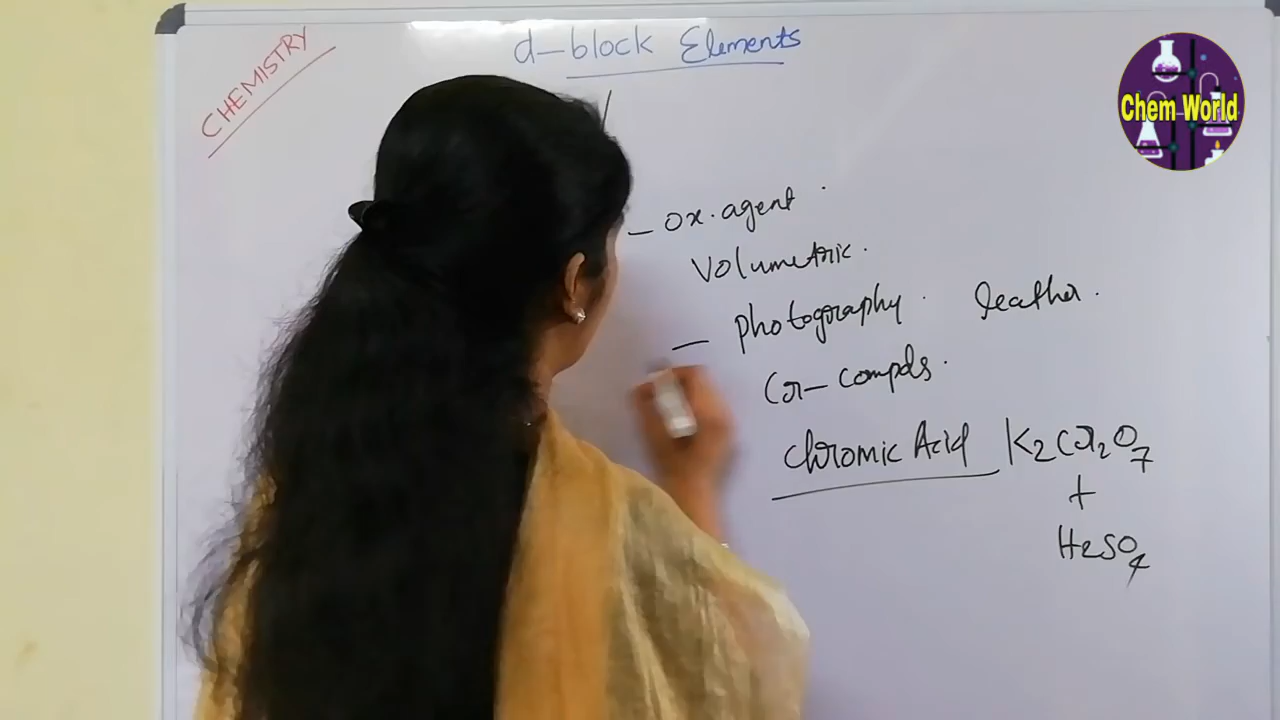 d-block Elements
CHEMISTRY
Chem World
- ox. agent
volumetric.
- photography. leather.
Cr-compds.
chromic Acid K2Cr2O7
+
H2SO4